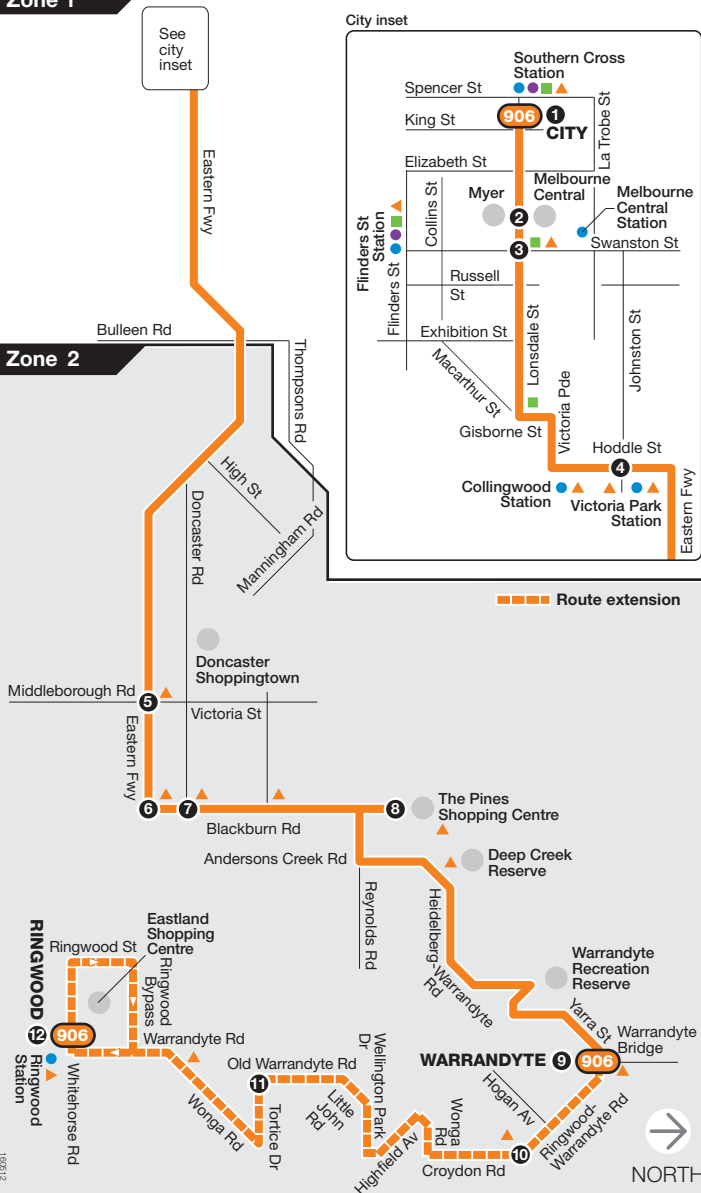 Zone 1
See
city
inset
Eastern Fwy
Bulleen Rd
Thompsons Rd
Zone 2
City inset
Southern Cross
Station
Spencer St
King St
906
1
CITY
La Trobe St
Elizabeth St
Collins St
Myer
Melbourne
Central
2
Melbourne
Central
Station
Flinders St
Station
Flinders St
3
Swanston St
Russell
St
Exhibition St
Lonsdale St
Johnston St
Macarthur St
Victoria Pde
Gisborne St
Hoddle St
4
Collingwood
Station
Victoria Park
Station
Eastern Fwy
High St
Doncaster Rd
Manningham Rd
Route extension
Doncaster
Shoppingtown
Middleborough Rd
5
Victoria St
Eastern Fwy
6
7
8
Blackburn Rd
The Pines
Shopping Centre
Andersons Creek Rd
Deep Creek
Reserve
Reynolds Rd
Heidelberg-Warrandyte
Rd
Warrandyte
Recreation
Reserve
Yarra St
Warrandyte
Bridge
WARRANDYTE
9
906
Hogan Av
Ringwood-
Warrandyte Rd
10
Croydon Rd
Wonga
Rd
Highfield Av
Wellington Park
Dr
Little
John
Rd
Old Warrandyte Rd
11
Tortice Dr
Wonga Rd
Warrandyte Rd
Eastland
Shopping
Centre
Ringwood St
Ringwood
Bypass
RINGWOOD
12
906
Ringwood
Station
Whitehorse Rd
NORTH
160512